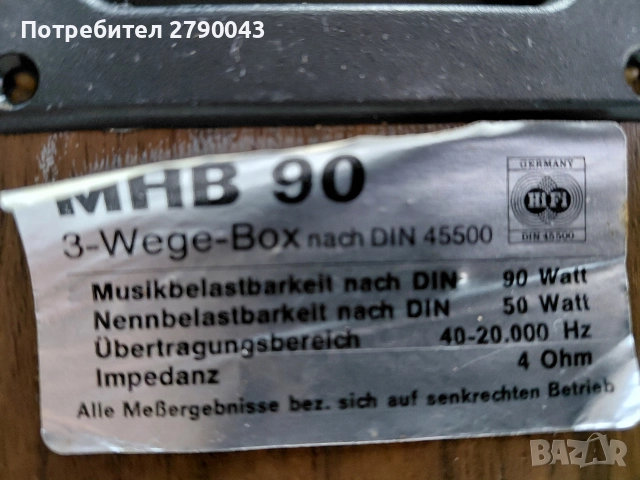 Потребител 2790043
MHB 90
GERMANY
HiFi
DIN 45500
3-Wege-Box nach DIN 45500
Musikbelastbarkeit nach DIN 90 Watt
Nennbelastbarkeit nach DIN 50 Watt
Übertragungsbereich 40-20.000 Hz
Impedanz 4 Ohm
Alle Meßergebnisse bez. sich auf senkrechten Betrieb
BAZAR